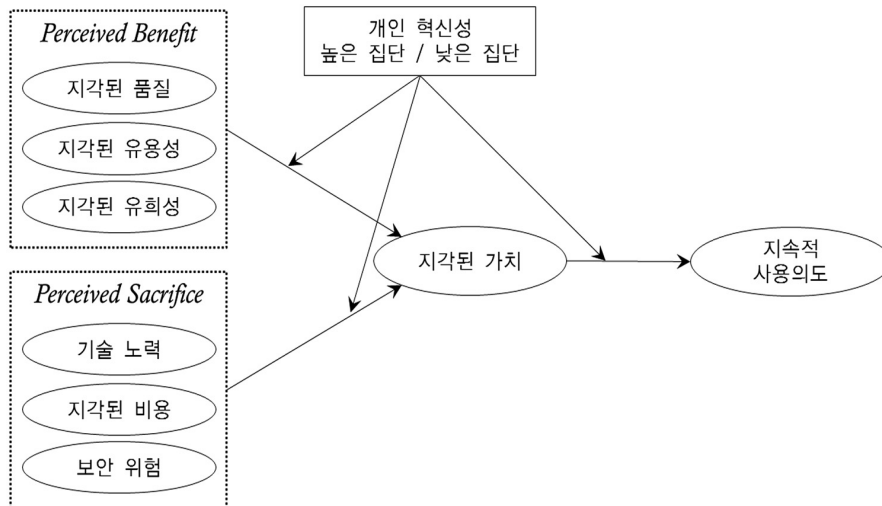 Perceived Benefit
지각된 품질
지각된 유용성
지각된 유희성
개인 혁신성
높은 집단 / 낮은 집단
지각된 가치
지속적
사용의도
Perceived Sacrifice
기술 노력
지각된 비용
보안 위험